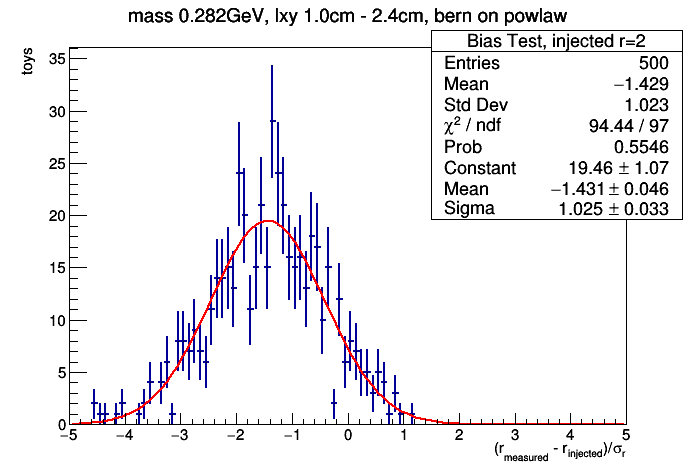 mass 0.282GeV, lxy 1.0cm - 2.4cm, bern on powlaw
Bias Test, injected r=2
Entries 500
Mean −1.429
Std Dev 1.023
χ² / ndf 94.44 / 97
Prob 0.5546
Constant 19.46 ± 1.07
Mean −1.431 ± 0.046
Sigma 1.025 ± 0.033
toys
35
30
25
20
15
10
5
0
−5 −4 −3 −2 −1 0 1 2 3 4 5
(r_measured - r_injected)/σ_r